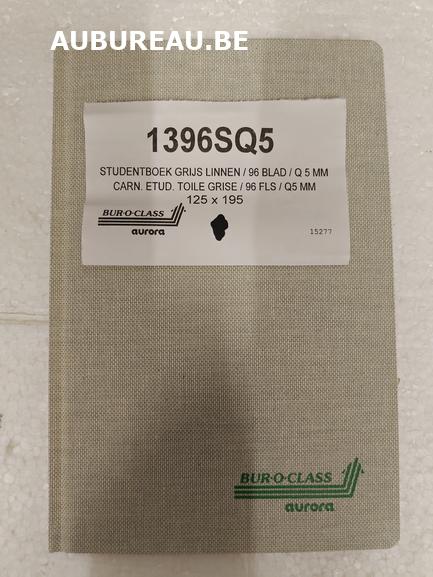 AUBUREAU.BE
1396SQ5
STUDENTBOEK GRIJS LINNEN / 96 BLAD / Q 5 MM
CARN. ETUD. TOILE GRISE / 96 FLS / Q5 MM
125 x 195
BUR·O·CLASS
aurora
15277
BUR·O·CLASS
aurora